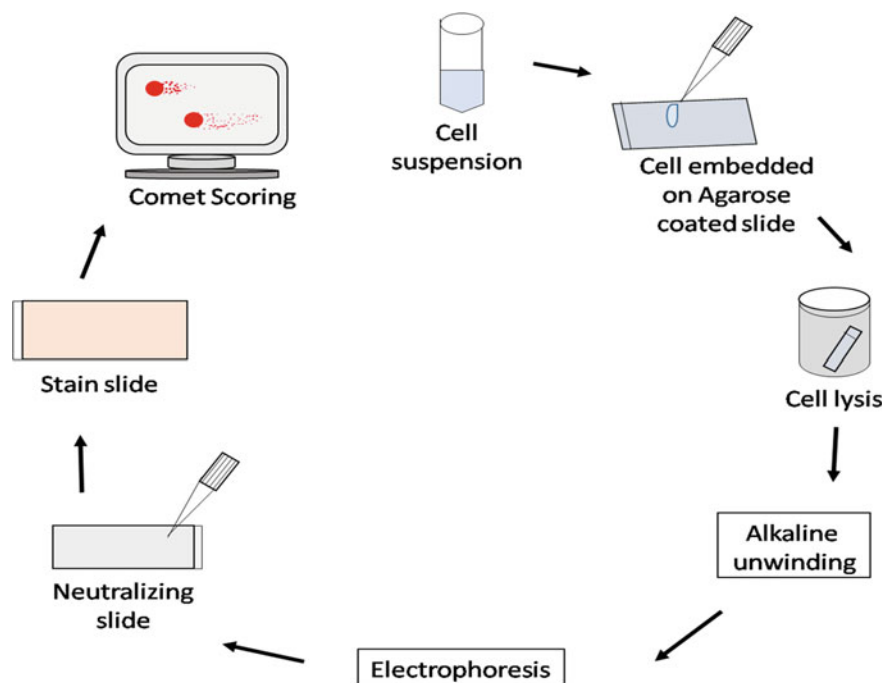 Cell
suspension
Cell embedded
on Agarose
coated slide
Cell lysis
Alkaline
unwinding
Electrophoresis
Neutralizing
slide
Stain slide
Comet Scoring